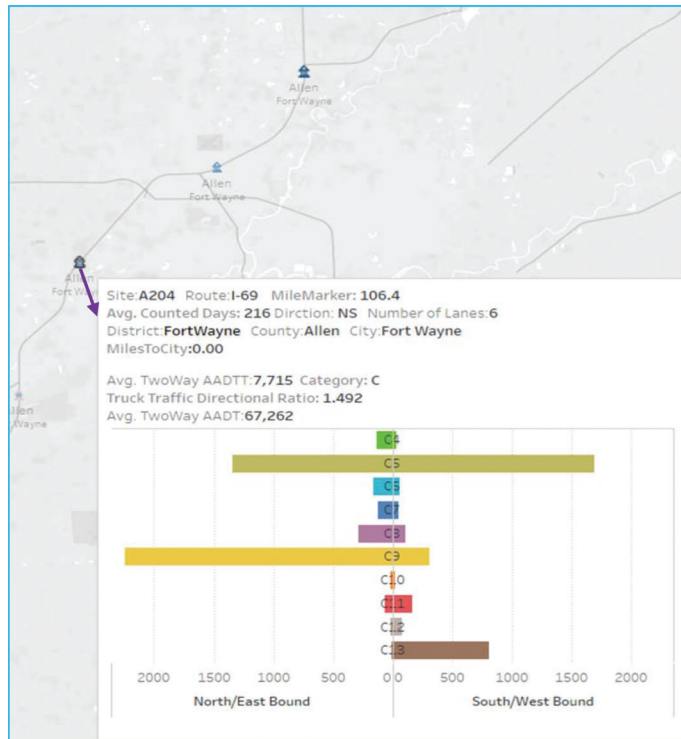 Allen
Fort Wayne
Allen
Fort Wayne
Allen
Fort Way
Allen
Wayne
Site:A204 Route:I-69 MileMarker: 106.4
Avg. Counted Days: 216 Dirction: NS Number of Lanes:6
District:FortWayne County:Allen City:Fort Wayne
MilesToCity:0.00
Avg. TwoWay AADTT:7,715 Category: C
Truck Traffic Directional Ratio: 1.492
Avg. TwoWay AADT:67,262
C4
C5
C6
C7
C8
C9
C10
C11
C12
C13
2000 1500 1000 500 0 0 500 1000 1500 2000
North/East Bound South/West Bound